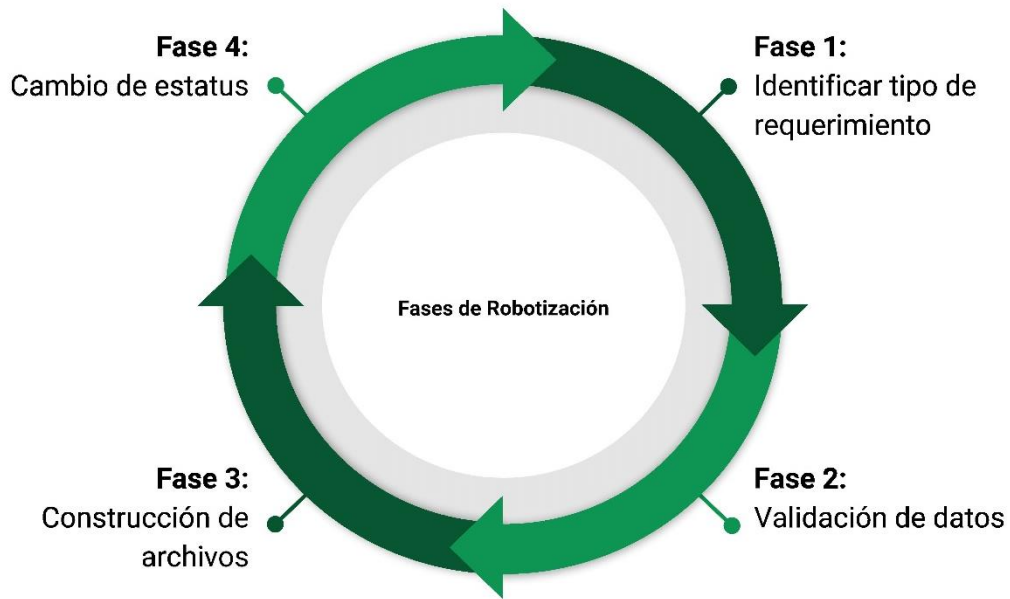 Fase 4:
Cambio de estatus
Fase 1:
Identificar tipo de
requerimiento
Fases de Robotización
Fase 3:
Construcción de
archivos
Fase 2:
Validación de datos